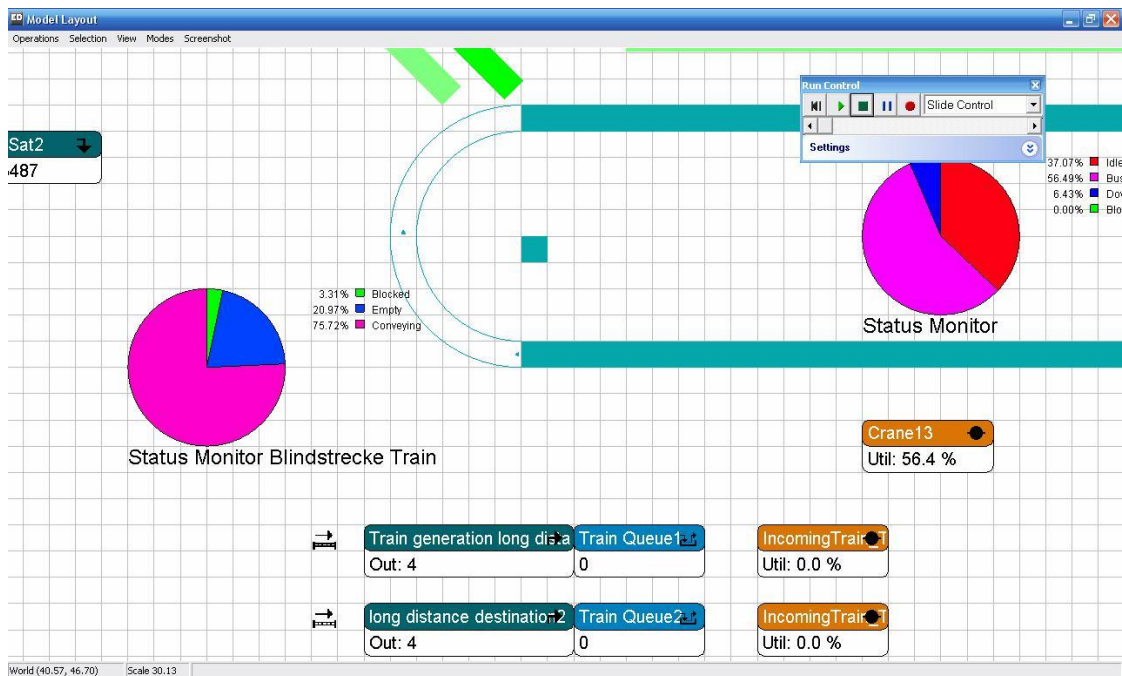 Model Layout
Operations Selection View Modes Screenshot
Run Control
Slide Control
Settings
Sat2
487
37.07% Idle
56.49% Bus
6.43% Do
0.00% Blo
Status Monitor
3.31% Blocked
20.97% Empty
75.72% Conveying
Status Monitor Blindstrecke Train
Crane13
Util: 56.4 %
Train generation long dista Train Queue1 IncomingTrain_T
Out: 4 0 Util: 0.0 %
long distance destination2 Train Queue2 IncomingTrain_T
Out: 4 0 Util: 0.0 %
World (40.57, 46.70) Scale 30.13